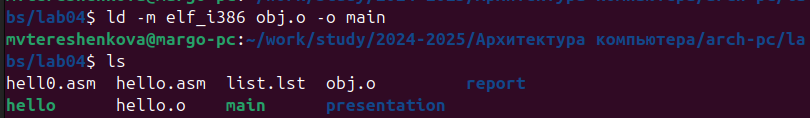 bs/lab04$ ld -m elf_i386 obj.o -o main
mvtereshenkova@margo-pc:~/work/study/2024-2025/Архитектура компьютера/arch-pc/la
bs/lab04$ ls
hell0.asm hello.asm list.lst obj.o report
hello hello.o main presentation